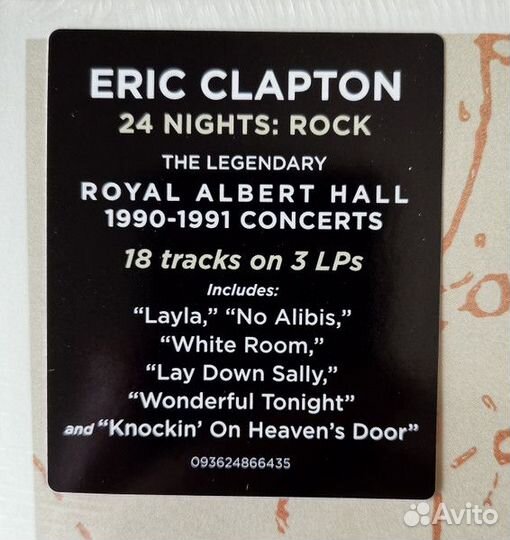 ERIC CLAPTON
24 NIGHTS: ROCK
THE LEGENDARY
ROYAL ALBERT HALL
1990-1991 CONCERTS
18 tracks on 3 LPs
Includes:
“Layla,” “No Alibis,”
“White Room,”
“Lay Down Sally,”
“Wonderful Tonight”
and “Knockin’ On Heaven’s Door”
093624866435
Avito